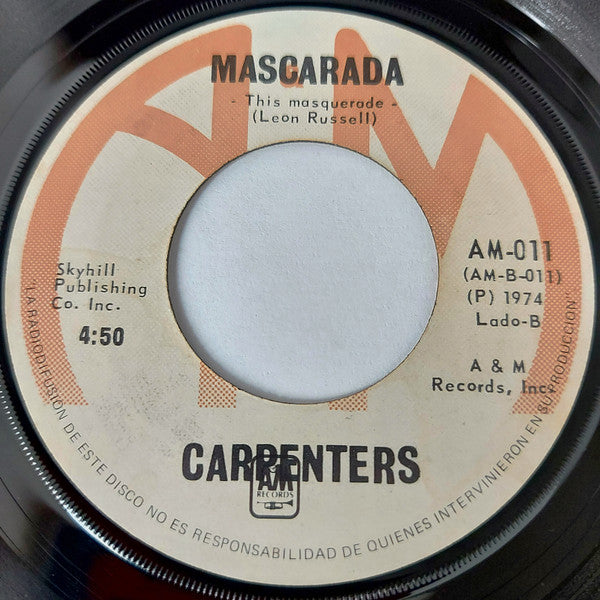 MASCARADA
- This masquerade -
(Leon Russell)
Skyhill
Publishing
Co. Inc.
4:50
AM-011
(AM-B-011)
(P) 1974
Lado-B
A & M
Records, Inc.
CARPENTERS
AM
RECORDS
"LA RADIODIFUSION DE ESTE DISCO NO ES RESPONSABILIDAD DE QUIENES INTERVINIERON EN SU PRODUCCION"